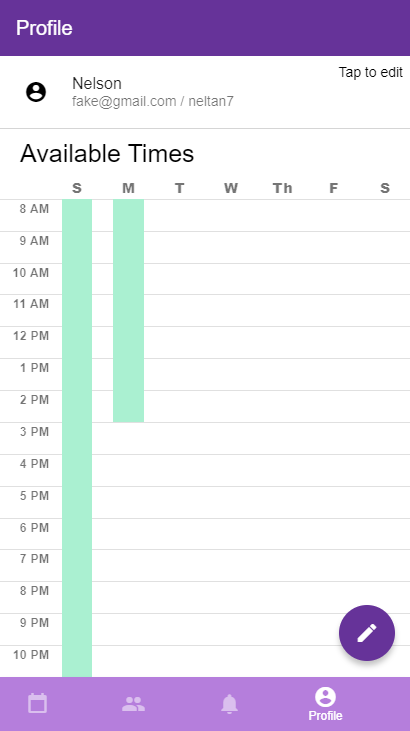 Profile
Tap to edit
Nelson
fake@gmail.com / neltan7
Available Times
S M T W Th F S
8 AM
9 AM
10 AM
11 AM
12 PM
1 PM
2 PM
3 PM
4 PM
5 PM
6 PM
7 PM
8 PM
9 PM
10 PM
Profile